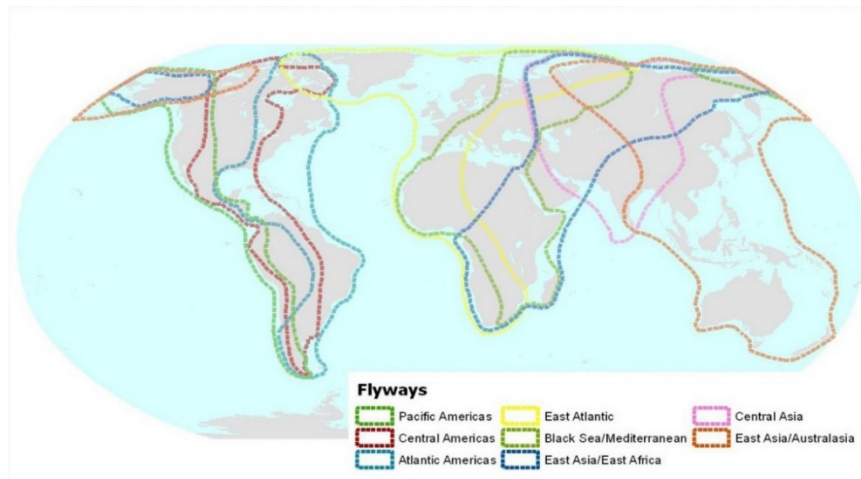 Flyways
Pacific Americas East Atlantic Central Asia
Central Americas Black Sea/Mediterranean East Asia/Australasia
Atlantic Americas East Asia/East Africa